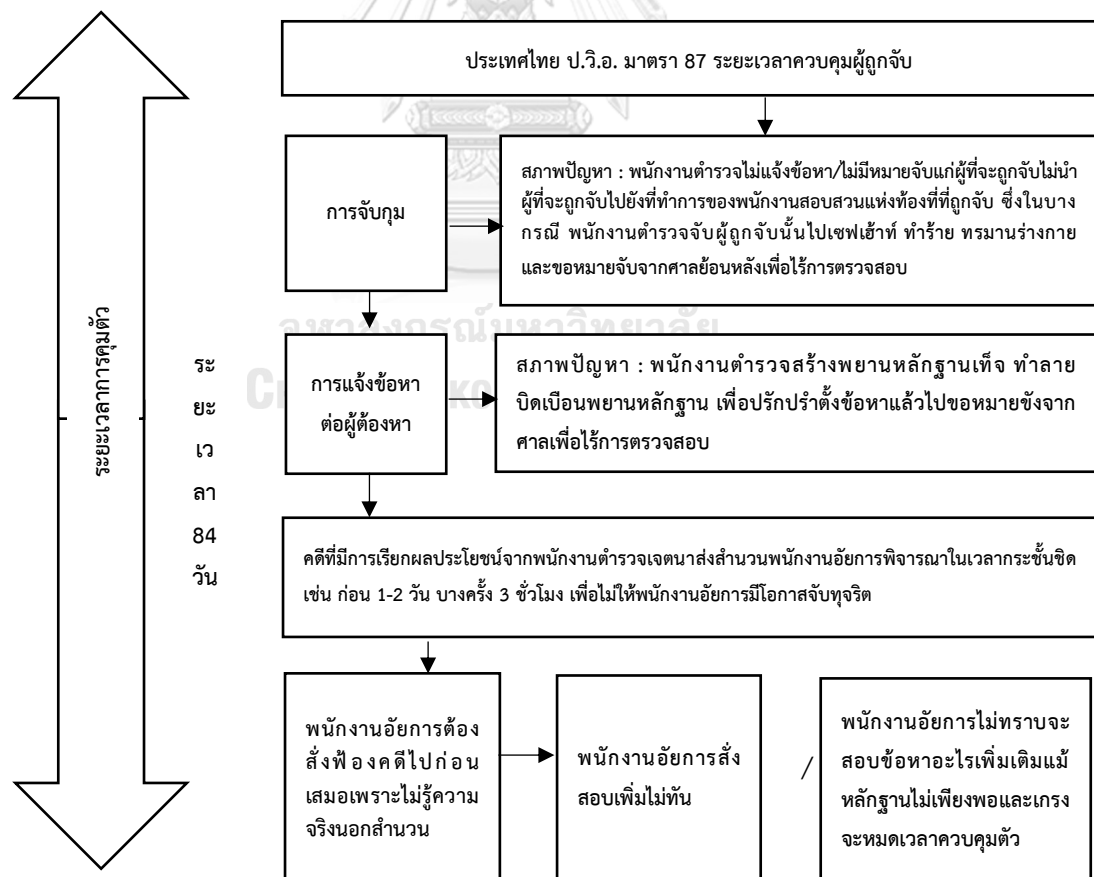 ประเทศไทย ป.วิ.อ. มาตรา 87 ระยะเวลาควบคุมผู้ถูกจับ
การจับกุม
สภาพปัญหา : พนักงานตำรวจไม่แจ้งข้อหา/ไม่มีหมายจับแก่ผู้ที่จะถูกจับไม่นำ
ผู้ที่จะถูกจับไปยังที่ทำการของพนักงานสอบสวนแห่งท้องที่ที่ถูกจับ ซึ่งในบาง
กรณี พนักงานตำรวจจับผู้ถูกจับนั้นไปเซฟเฮ้าท์ ทำร้าย ทรมานร่างกาย
และขอหมายจับจากศาลย้อนหลังเพื่อไร้การตรวจสอบ
จุฬาลงกรณ์มหาวิทยาลัย
ระยะเวลาการคุมตัว
ระ
ยะ
เว
ลา
84
วัน
การแจ้งข้อหา
ต่อผู้ต้องหา
สภาพปัญหา : พนักงานตำรวจสร้างพยานหลักฐานเท็จ ทำลาย
บิดเบือนพยานหลักฐาน เพื่อปรักปรำตั้งข้อหาแล้วไปขอหมายขังจาก
ศาลเพื่อไร้การตรวจสอบ
คดีที่มีการเรียกผลประโยชน์จากพนักงานตำรวจเจตนาส่งสำนวนพนักงานอัยการพิจารณาในเวลากระชั้นชิด
เช่น ก่อน 1-2 วัน บางครั้ง 3 ชั่วโมง เพื่อไม่ให้พนักงานอัยการมีโอกาสจับทุจริต
พนักงานอัยการต้อง
สั่งฟ้องคดีไปก่อน
เสมอเพราะไม่รู้ความ
จริงนอกสำนวน
พนักงานอัยการสั่ง
สอบเพิ่มไม่ทัน
/
พนักงานอัยการไม่ทราบจะ
สอบข้อหาอะไรเพิ่มเติมแม้
หลักฐานไม่เพียงพอและเกรง
จะหมดเวลาควบคุมตัว